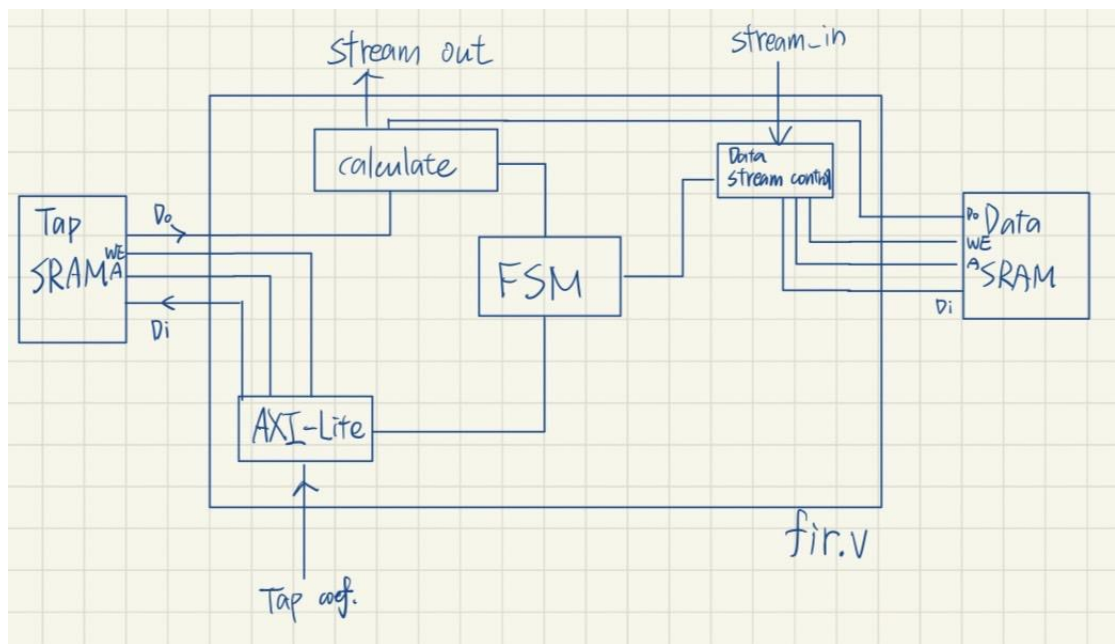 stream out
stream_in
calculate
Data
stream control
Tap
SRAM
Do
WE
A
Di
FSM
Do
Data
WE
A
SRAM
Di
AXI-Lite
fir.v
Tap coef.